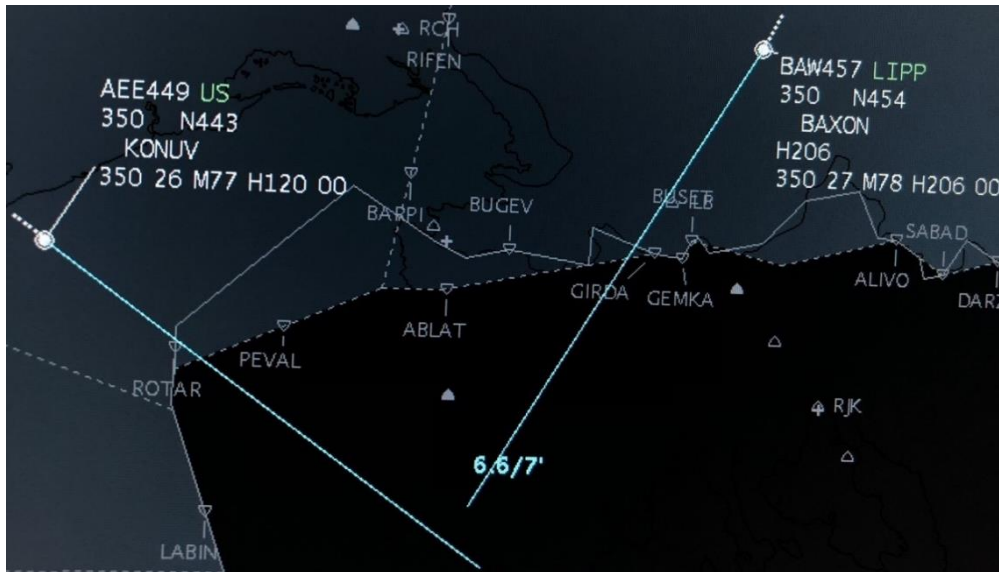 RCH
RIFEN
BAW457 LIPP
350 N454
BAXON
H206
350 27 M78 H206 00
AEE449 US
350 N443
KONUV
350 26 M77 H120 00
BARPI
BUGEV
SABAD
GIRDA
GEMKA
ALIVO
ABLAT
PEVAL
ROTAR
RJK
6.6/7'
LABIN